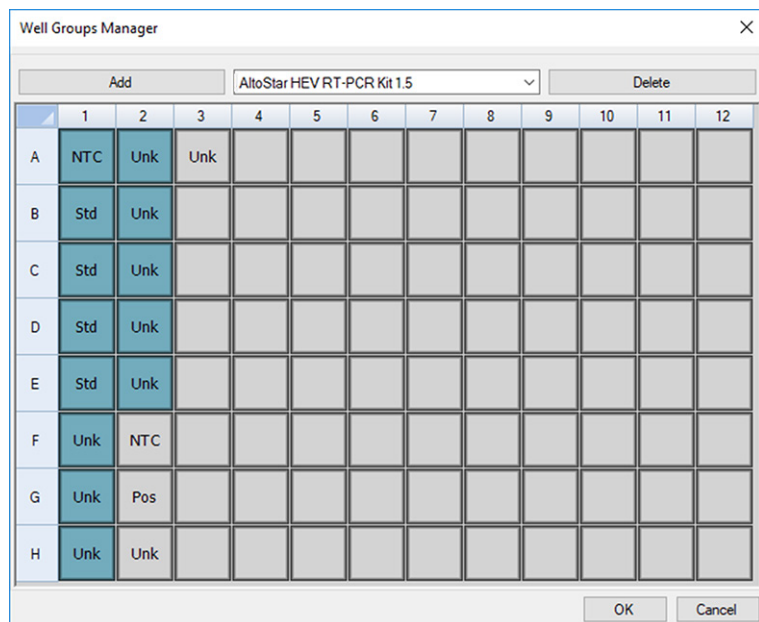 Well Groups Manager
Add AltoStar HEV RT-PCR Kit 1.5 Delete
1 2 3 4 5 6 7 8 9 10 11 12
A NTC Unk Unk
B Std Unk
C Std Unk
D Std Unk
E Std Unk
F Unk NTC
G Unk Pos
H Unk Unk
OK Cancel